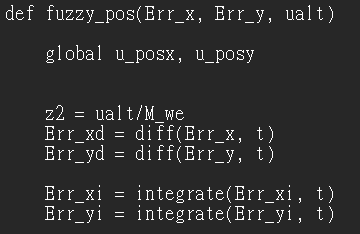 def fuzzy_pos(Err_x, Err_y, ualt)
global u_posx, u_posy
z2 = ualt/M_we
Err_xd = diff(Err_x, t)
Err_yd = diff(Err_y, t)
Err_xi = integrate(Err_xi, t)
Err_yi = integrate(Err_yi, t)